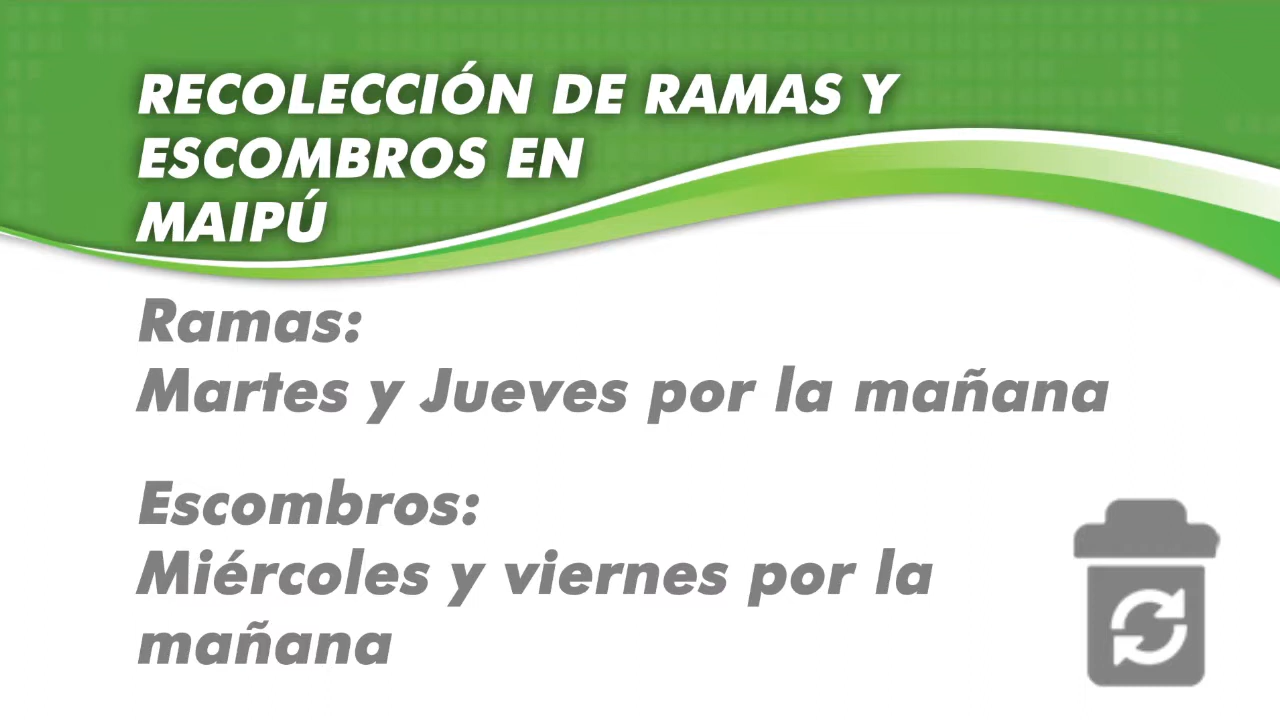 RECOLECCIÓN DE RAMAS Y
ESCOMBROS EN
MAIPÚ
Ramas:
Martes y Jueves por la mañana
Escombros:
Miércoles y viernes por la
mañana